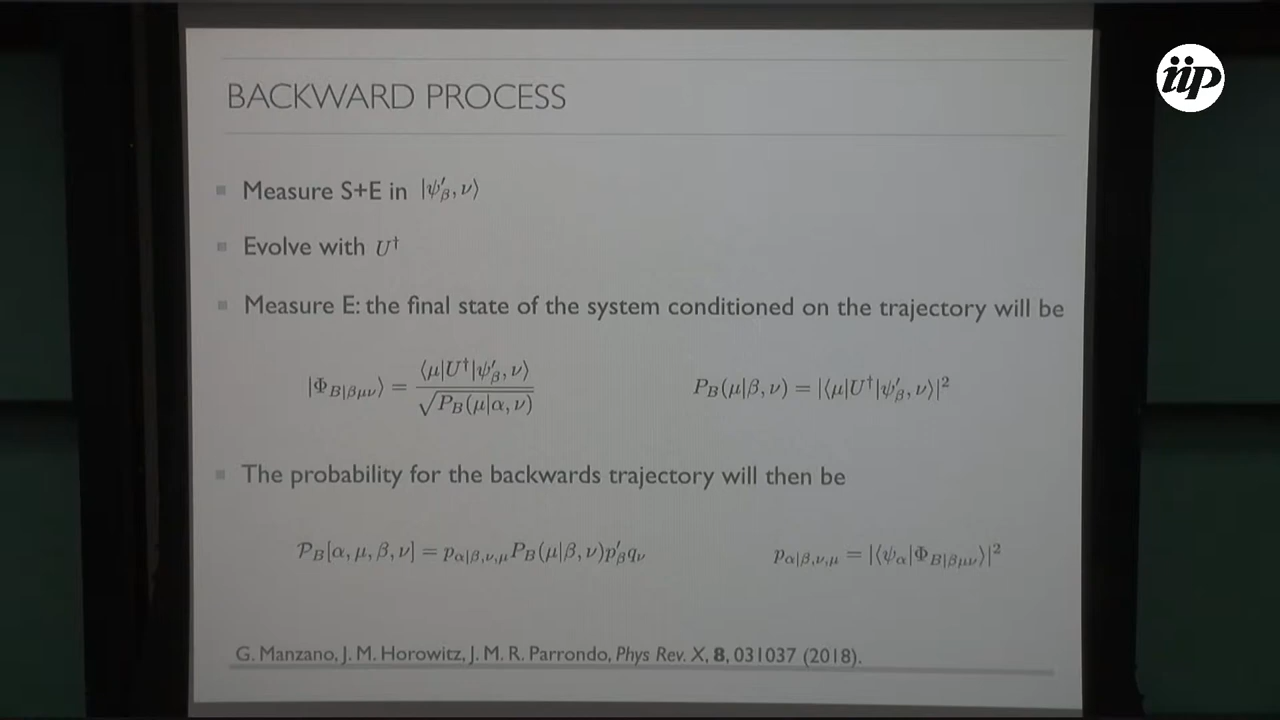 iip
BACKWARD PROCESS
Measure S+E in |ψ′_β, ν⟩
Evolve with U†
Measure E: the final state of the system conditioned on the trajectory will be
|Φ_{B|βμν}⟩ = ⟨μ|U†|ψ′_β, ν⟩ / √P_B(μ|α, ν)    P_B(μ|β, ν) = |⟨μ|U†|ψ′_β, ν⟩|²
The probability for the backwards trajectory will then be
𝒫_B[α, μ, β, ν] = p_{α|β,ν,μ} P_B(μ|β, ν) p′_β q_ν    p_{α|β,ν,μ} = |⟨ψ_α|Φ_{B|βμν}⟩|²
G. Manzano, J. M. Horowitz, J. M. R. Parrondo, Phys Rev. X, 8, 031037 (2018).